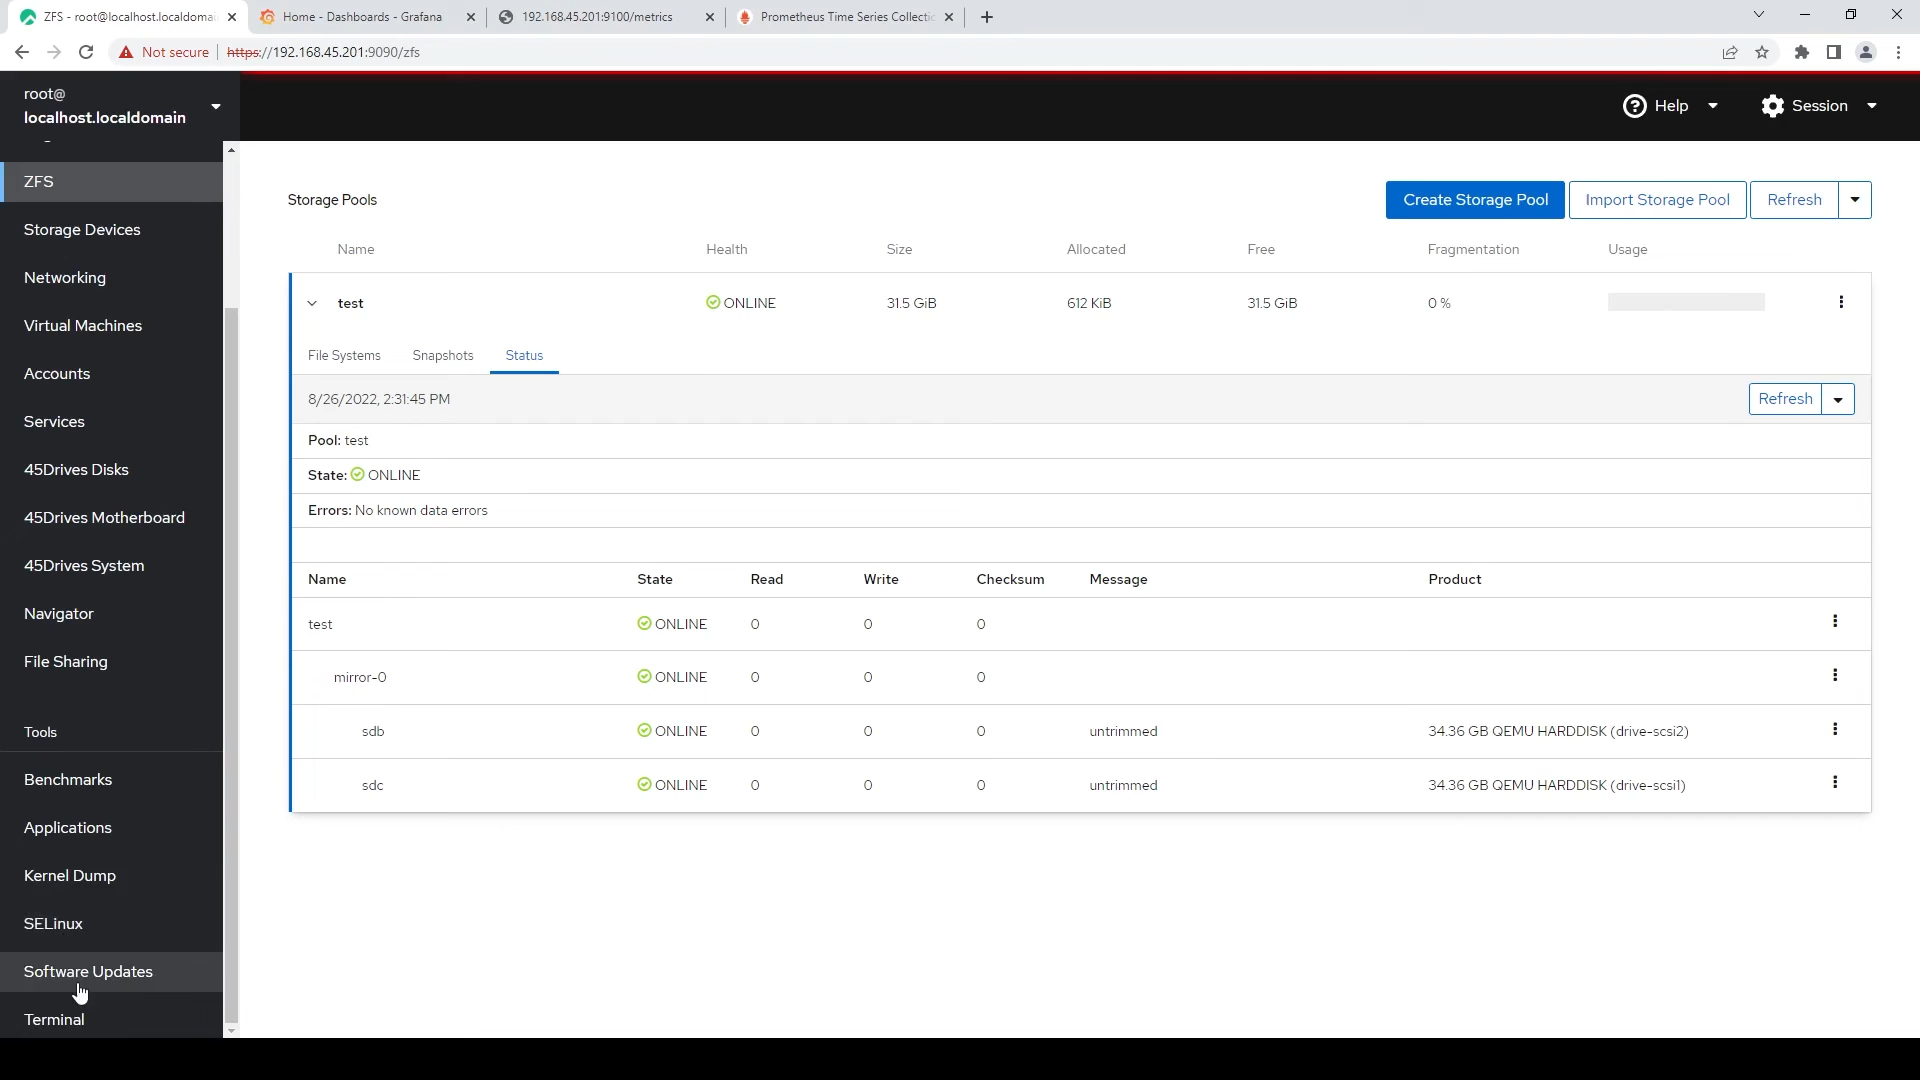 ZFS - root@localhost.localdomai
Home - Dashboards - Grafana
192.168.45.201:9100/metrics
Prometheus Time Series Collectio
Not secure
https://192.168.45.201:9090/zfs
root@
localhost.localdomain
Help
Session
ZFS
Storage Devices
Networking
Virtual Machines
Accounts
Services
45Drives Disks
45Drives Motherboard
45Drives System
Navigator
File Sharing
Tools
Benchmarks
Applications
Kernel Dump
SELinux
Software Updates
Terminal
Storage Pools
Create Storage Pool
Import Storage Pool
Refresh
Name Health Size Allocated Free Fragmentation Usage
test ONLINE 31.5 GiB 612 KiB 31.5 GiB 0 %
File Systems Snapshots Status
8/26/2022, 2:31:45 PM
Refresh
Pool: test
State: ONLINE
Errors: No known data errors
Name State Read Write Checksum Message Product
test ONLINE 0 0 0
mirror-0 ONLINE 0 0 0
sdb ONLINE 0 0 0 untrimmed 34.36 GB QEMU HARDDISK (drive-scsi2)
sdc ONLINE 0 0 0 untrimmed 34.36 GB QEMU HARDDISK (drive-scsi1)